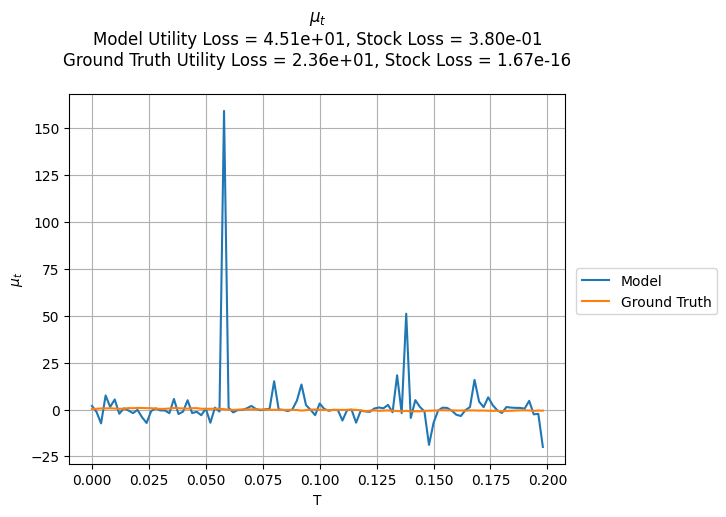 μt
Model Utility Loss = 4.51e+01, Stock Loss = 3.80e-01
Ground Truth Utility Loss = 2.36e+01, Stock Loss = 1.67e-16
150
125
100
75
50
25
0
−25
μt
0.000
0.025
0.050
0.075
0.100
0.125
0.150
0.175
0.200
T
Model
Ground Truth